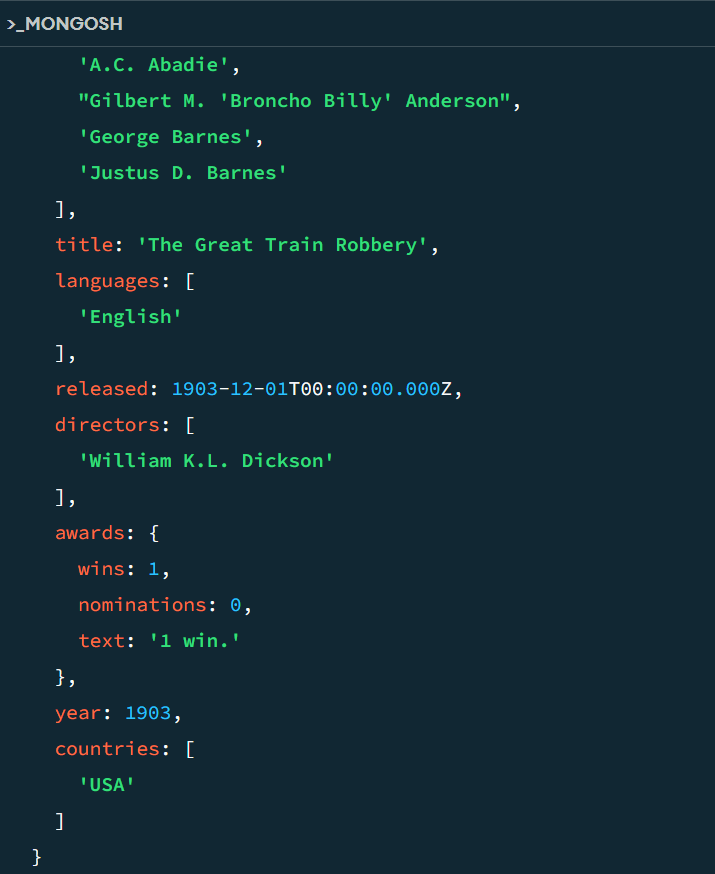 >_MONGOSH
'A.C. Abadie',
"Gilbert M. 'Broncho Billy' Anderson",
'George Barnes',
'Justus D. Barnes'
],
title: 'The Great Train Robbery',
languages: [
'English'
],
released: 1903-12-01T00:00:00.000Z,
directors: [
'William K.L. Dickson'
],
awards: {
wins: 1,
nominations: 0,
text: '1 win.'
},
year: 1903,
countries: [
'USA'
]
}